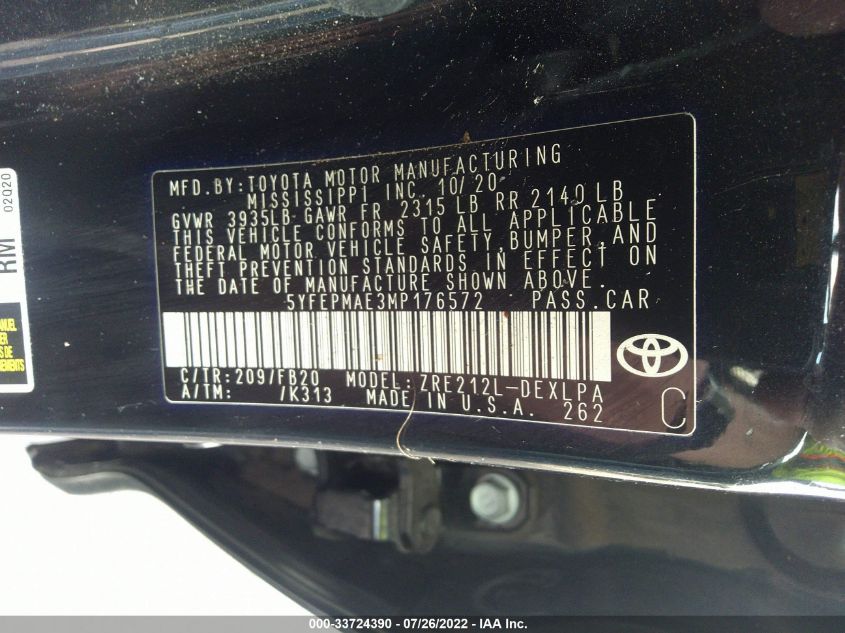 MFD. BY: TOYOTA MOTOR MANUFACTURING
MISSISSIPPI INC. 10/20
GVWR 3935LB GAWR FR 2315 LB RR 2140 LB
THIS VEHICLE CONFORMS TO ALL APPLICABLE
FEDERAL MOTOR VEHICLE SAFETY, BUMPER, AND
THEFT PREVENTION STANDARDS IN EFFECT ON
THE DATE OF MANUFACTURE SHOWN ABOVE.
5YFEPMAE3MP176572 PASS. CAR
C/TR: 209/FB20 MODEL: ZRE212L-DEXLPA
A/TM: /K313 MADE IN U.S.A. 262
C
RM
02Q20
DE
000-33724390 - 07/26/2022 - IAA Inc.